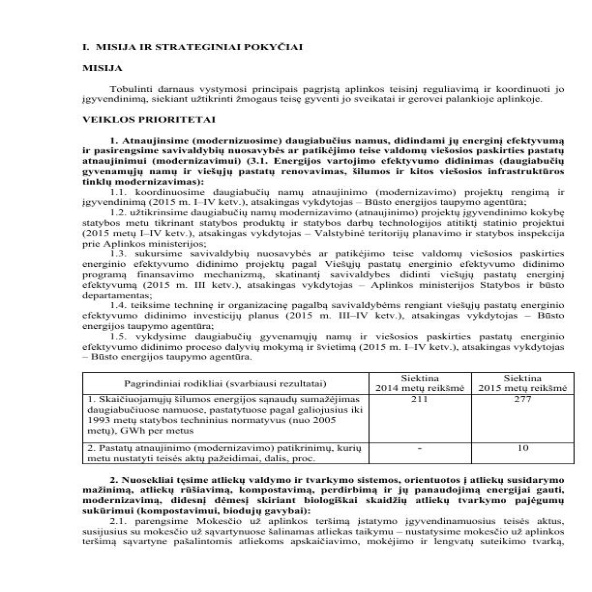 I. MISIJA IR STRATEGINIAI POKYČIAI
MISIJA
Tobulinti darnaus vystymosi principais pagrįstą aplinkos teisinį reguliavimą ir koordinuoti jo
įgyvendinimą, siekiant užtikrinti žmogaus teisę gyventi jo sveikatai ir gerovei palankioje aplinkoje.
VEIKLOS PRIORITETAI
1. Atnaujinsime (modernizuosime) daugiabučius namus, didindami jų energinį efektyvumą
ir pasirengsime savivaldybių nuosavybės ar patikėjimo teise valdomų viešosios paskirties pastatų
atnaujinimui (modernizavimui) (3.1. Energijos vartojimo efektyvumo didinimas (daugiabučių
gyvenamųjų namų ir viešųjų pastatų renovavimas, šilumos ir kitos viešosios infrastruktūros
tinklų modernizavimas):
1.1. koordinuosime daugiabučių namų atnaujinimo (modernizavimo) projektų rengimą ir
įgyvendinimą (2015 m. I–IV ketv.), atsakingas vykdytojas – Būsto energijos taupymo agentūra;
1.2. užtikrinsime daugiabučių namų modernizavimo (atnaujinimo) projektų įgyvendinimo kokybę
statybos metu tikrinant statybos produktų ir statybos darbų technologijos atitiktį statinio projektui
(2015 metų I–IV ketv.), atsakingas vykdytojas – Valstybinė teritorijų planavimo ir statybos inspekcija
prie Aplinkos ministerijos;
1.3. sukursime savivaldybių nuosavybės ar patikėjimo teise valdomų viešosios paskirties
energinio efektyvumo didinimo projektų pagal Viešųjų pastatų energinio efektyvumo didinimo
programą finansavimo mechanizmą, skatinantį savivaldybes didinti viešųjų pastatų energinį
efektyvumą (2015 m. III ketv.), atsakingas vykdytojas – Aplinkos ministerijos Statybos ir būsto
departamentas;
1.4. teiksime techninę ir organizacinę pagalbą savivaldybėms rengiant viešųjų pastatų energinio
efektyvumo didinimo investicijų planus (2015 m. III–IV ketv.), atsakingas vykdytojas – Būsto
energijos taupymo agentūra;
1.5. vykdysime daugiabučių gyvenamųjų namų ir viešosios paskirties pastatų energinio
efektyvumo didinimo proceso dalyvių mokymą ir švietimą (2015 m. I–IV ketv.), atsakingas vykdytojas
– Būsto energijos taupymo agentūra.
Pagrindiniai rodikliai (svarbiausi rezultatai) Siektina Siektina
2014 metų reikšmė 2015 metų reikšmė
1. Skaičiuojamųjų šilumos energijos sąnaudų sumažėjimas 211 277
daugiabučiuose namuose, pastatytuose pagal galiojusius iki
1993 metų statybos techninius normatyvus (nuo 2005
metų), GWh per metus
2. Pastatų atnaujinimo (modernizavimo) patikrinimų, kurių - 10
metu nustatyti teisės aktų pažeidimai, dalis, proc.
2. Nuosekliai tęsime atliekų valdymo ir tvarkymo sistemos, orientuotos į atliekų susidarymo
mažinimą, atliekų rūšiavimą, kompostavimą, perdirbimą ir jų panaudojimą energijai gauti,
modernizavimą, didesnį dėmesį skiriant biologiškai skaidžių atliekų tvarkymo pajėgumų
sukūrimui (kompostavimui, biodujų gavybai):
2.1. parengsime Mokesčio už aplinkos teršimą įstatymo įgyvendinamuosius teisės aktus,
susijusius su mokesčio už sąvartynuose šalinamas atliekas taikymu – nustatysime mokesčio už aplinkos
teršimą sąvartyne pašalintomis atliekomis apskaičiavimo, mokėjimo ir lengvatų suteikimo tvarką,